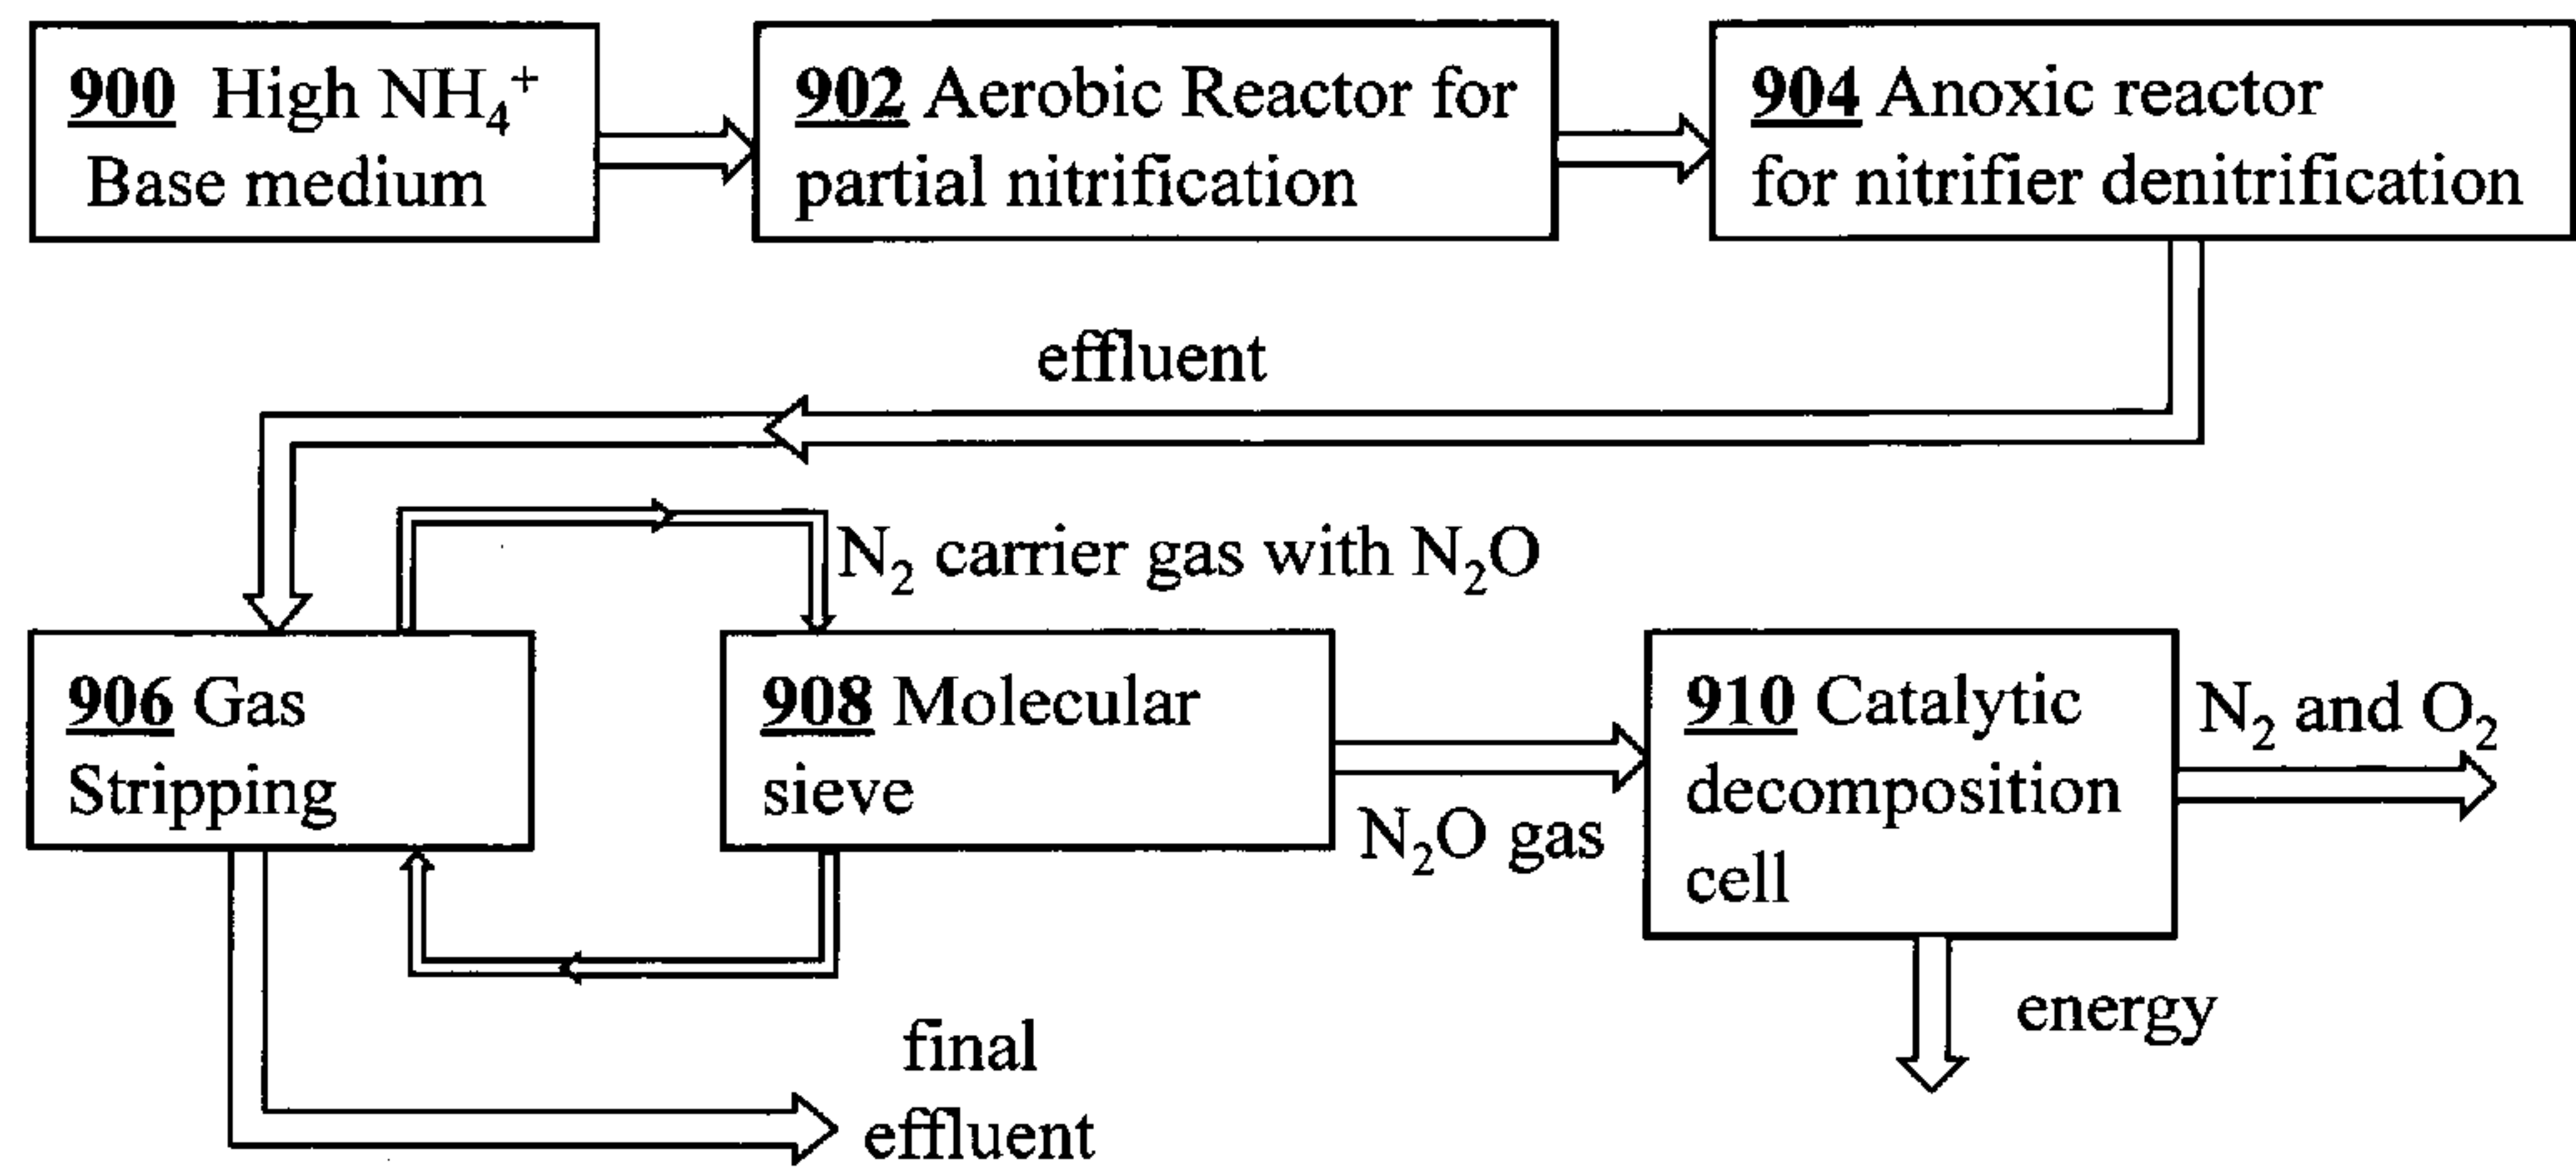 900 High NH₄⁺
Base medium
902 Aerobic Reactor for
partial nitrification
904 Anoxic reactor
for nitrifier denitrification
effluent
N₂ carrier gas with N₂O
906 Gas
Stripping
908 Molecular
sieve
N₂O gas
910 Catalytic
decomposition
cell
N₂ and O₂
energy
final
effluent